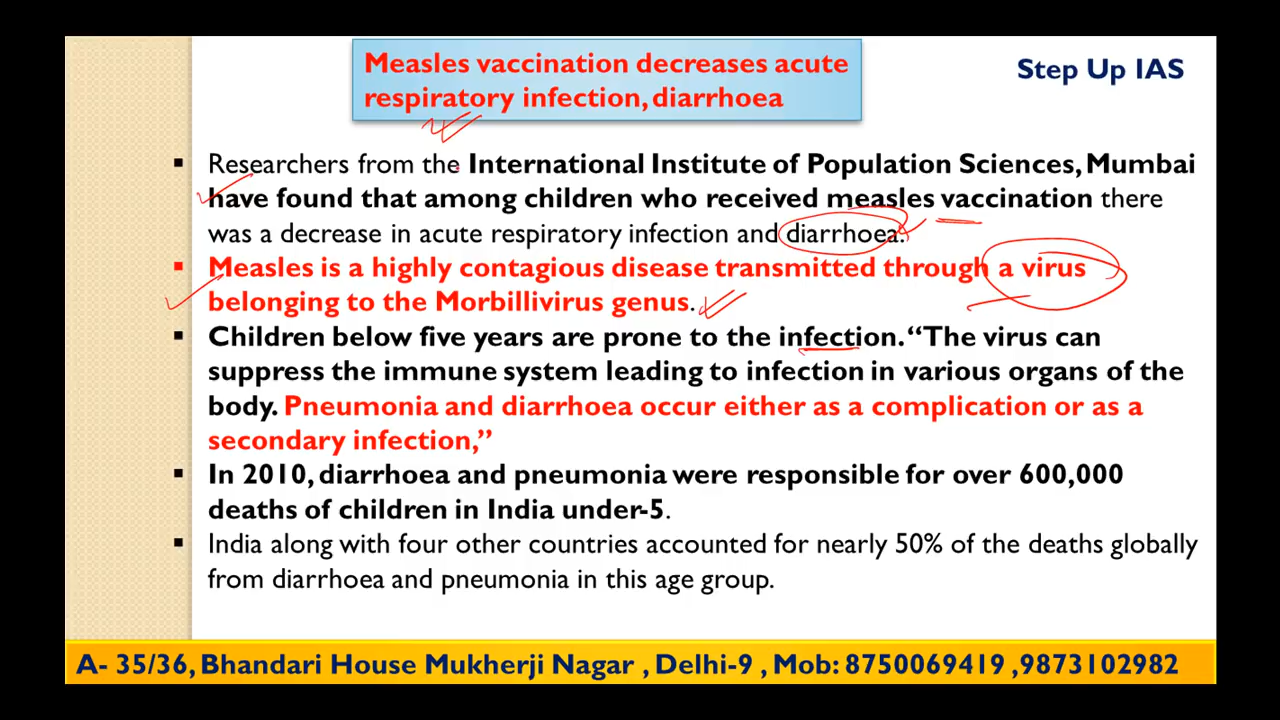 Measles vaccination decreases acute
respiratory infection, diarrhoea
Step Up IAS
▪ Researchers from the International Institute of Population Sciences, Mumbai
have found that among children who received measles vaccination there
was a decrease in acute respiratory infection and diarrhoea.
▪ Measles is a highly contagious disease transmitted through a virus
belonging to the Morbillivirus genus.
▪ Children below five years are prone to the infection. “The virus can
suppress the immune system leading to infection in various organs of the
body. Pneumonia and diarrhoea occur either as a complication or as a
secondary infection,”
▪ In 2010, diarrhoea and pneumonia were responsible for over 600,000
deaths of children in India under-5.
▪ India along with four other countries accounted for nearly 50% of the deaths globally
from diarrhoea and pneumonia in this age group.
A- 35/36, Bhandari House Mukherji Nagar , Delhi-9 , Mob: 8750069419 ,9873102982